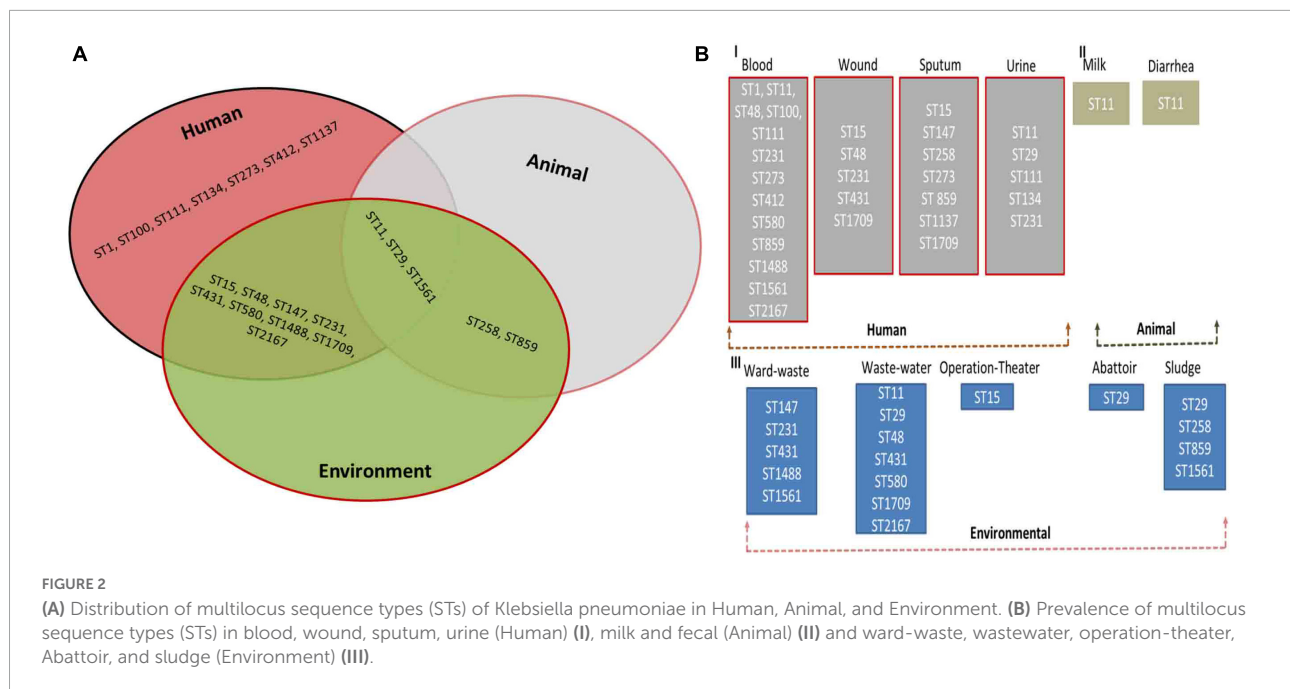 A
Human
ST1, ST100, ST111, ST134, ST273, ST412, ST1137
Animal
ST11, ST29, ST1561
ST15, ST48, ST147, ST231,
ST431, ST580, ST1488, ST1709,
ST2167
ST258, ST859
Environment
B
I
Blood
ST1, ST11,
ST48, ST100,
ST111
ST231
ST273
ST412
ST580
ST859
ST1488
ST1561
ST2167
Wound
ST15
ST48
ST231
ST431
ST1709
Sputum
ST15
ST147
ST258
ST273
ST 859
ST1137
ST1709
Urine
ST11
ST29
ST111
ST134
ST231
Human
II
Milk
ST11
Diarrhea
ST11
Animal
III
Ward-waste
ST147
ST231
ST431
ST1488
ST1561
Waste-water
ST11
ST29
ST48
ST431
ST580
ST1709
ST2167
Operation-Theater
ST15
Abattoir
ST29
Sludge
ST29
ST258
ST859
ST1561
Environmental
FIGURE 2
(A) Distribution of multilocus sequence types (STs) of Klebsiella pneumoniae in Human, Animal, and Environment. (B) Prevalence of multilocus
sequence types (STs) in blood, wound, sputum, urine (Human) (I), milk and fecal (Animal) (II) and ward-waste, wastewater, operation-theater,
Abattoir, and sludge (Environment) (III).